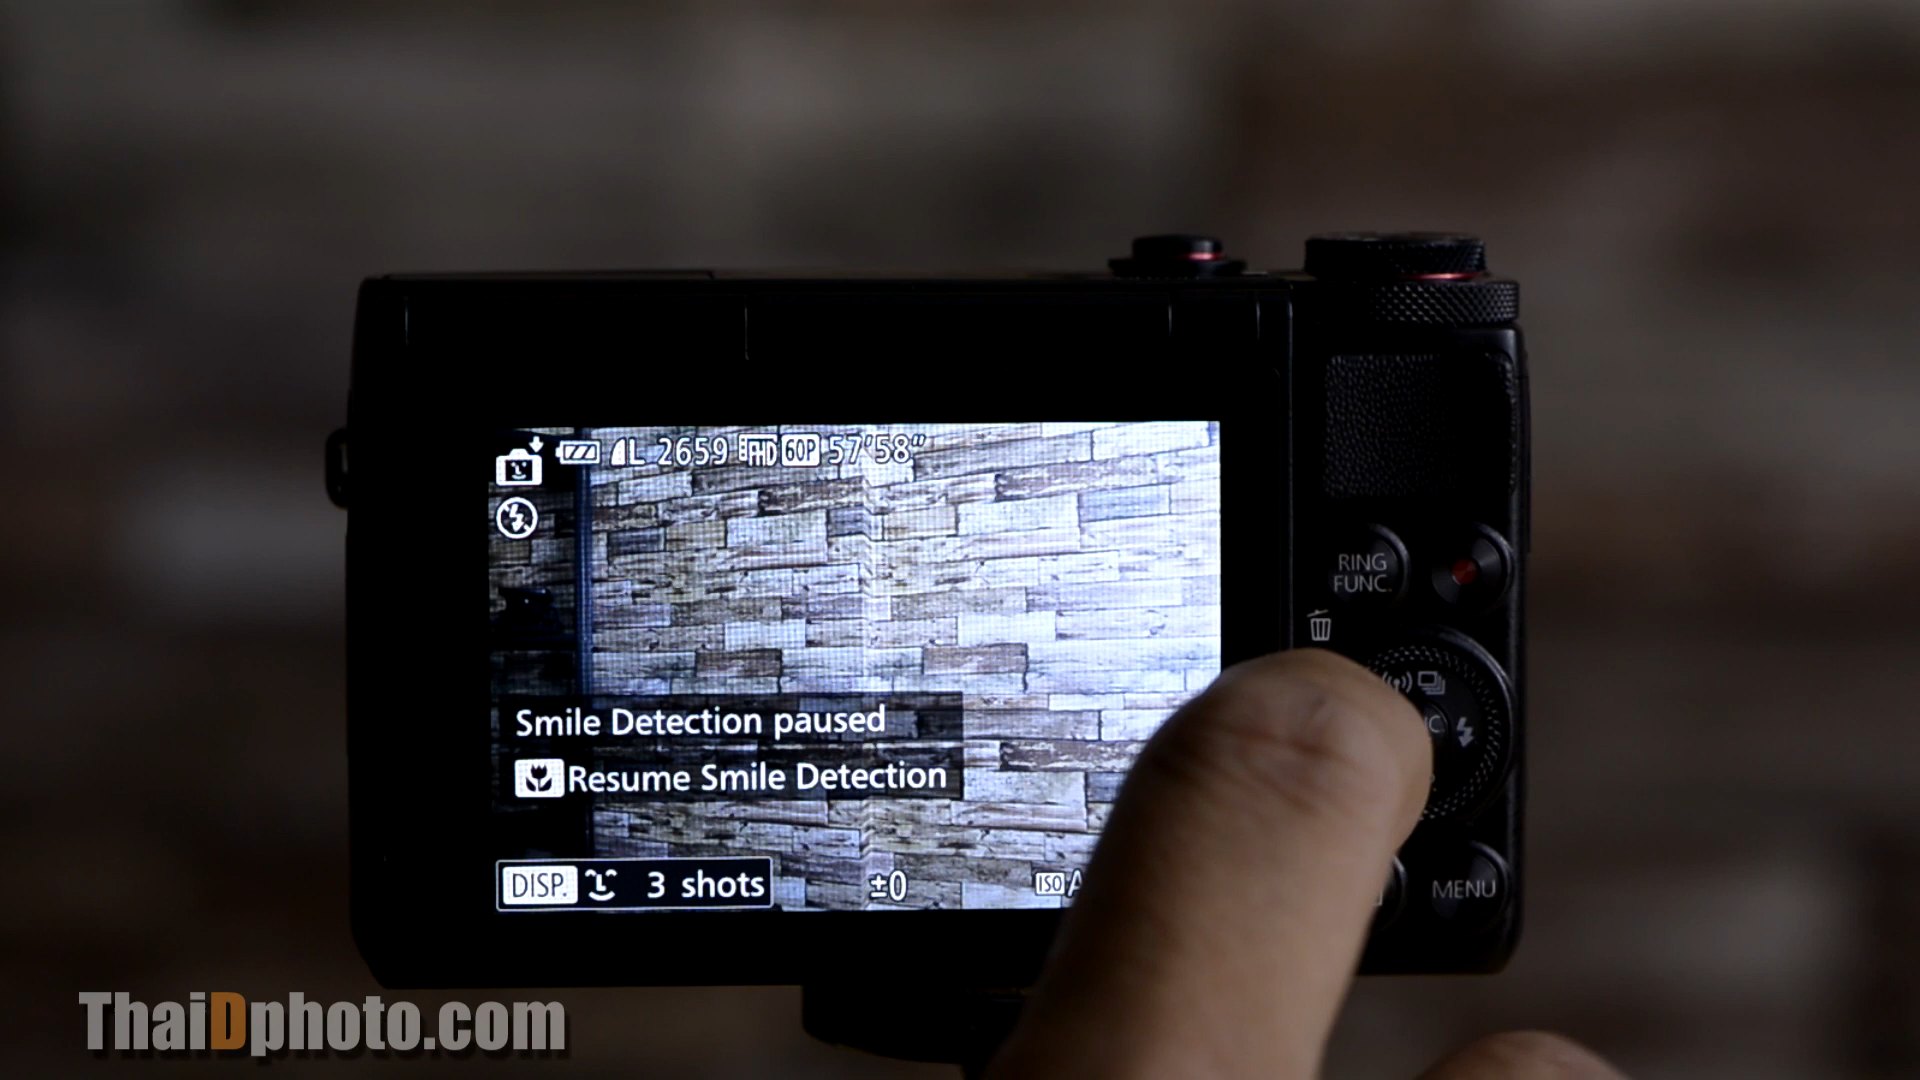 L 2659 FHD 60P 57'58"
Smile Detection paused
Resume Smile Detection
DISP. 3 shots ±0 ISO
RING
FUNC.
MENU
ThaiDphoto.com